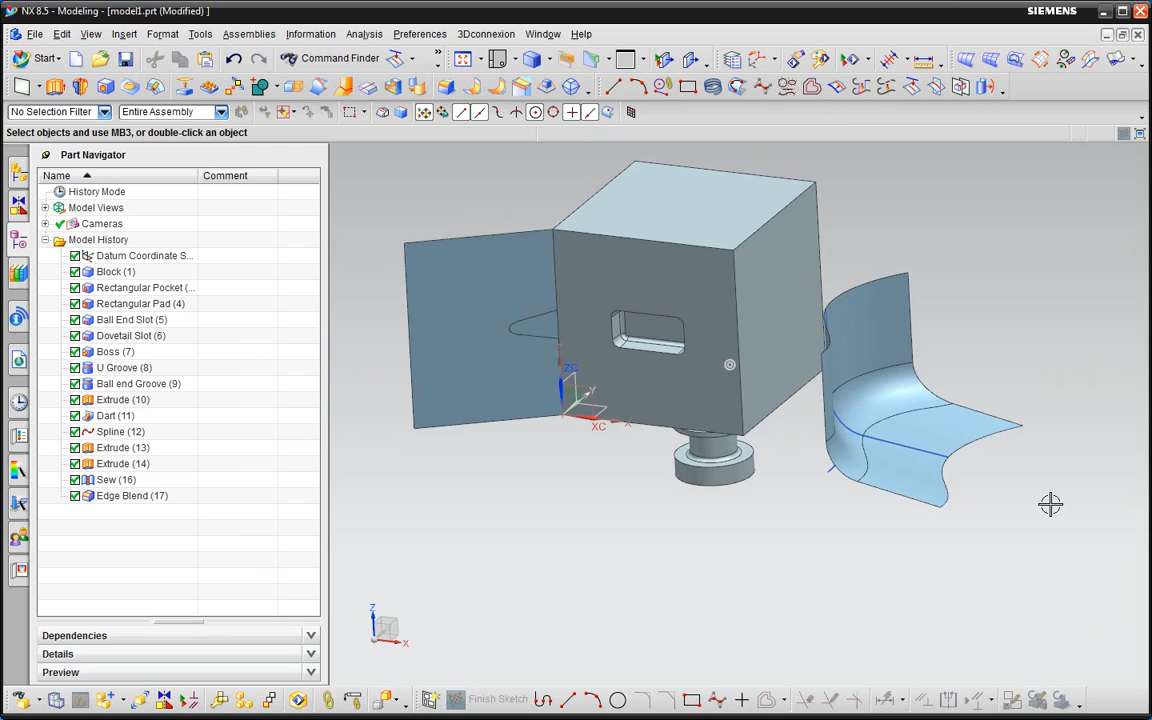 NX 8.5 - Modeling - [model1.prt (Modified) ]
SIEMENS
File Edit View Insert Format Tools Assemblies Information Analysis Preferences 3Dconnexion Window Help
Start Command Finder
No Selection Filter Entire Assembly
Select objects and use MB3, or double-click an object
Part Navigator
Name Comment
History Mode
Model Views
Cameras
Model History
Datum Coordinate S...
Block (1)
Rectangular Pocket (...
Rectangular Pad (4)
Ball End Slot (5)
Dovetail Slot (6)
Boss (7)
U Groove (8)
Ball end Groove (9)
Extrude (10)
Dart (11)
Spline (12)
Extrude (13)
Extrude (14)
Sew (16)
Edge Blend (17)
ZC
Y
XC
X
Z
X
Dependencies
Details
Preview
Finish Sketch